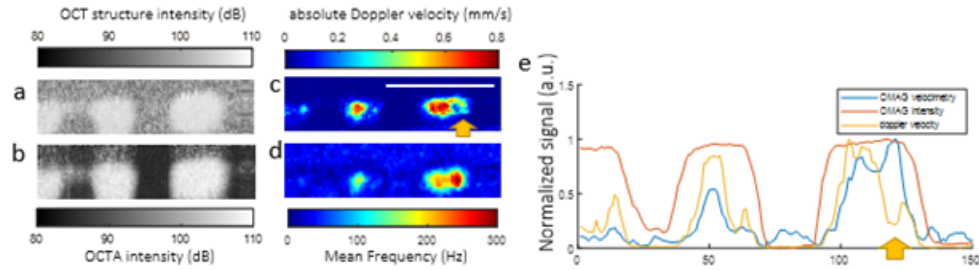 OCT structure intensity (dB)
80 90 100 110
absolute Doppler velocity (mm/s)
0 0.2 0.4 0.6 0.8
a
b
c
d
80 90 100 110
OCTA intensity (dB)
0 100 200 300
Mean Frequency (Hz)
e
Normalized signal (a.u.)
1.5
1
0.5
0
0 50 100 150
OMAG velocimetry
OMAG intensity
doppler velocity